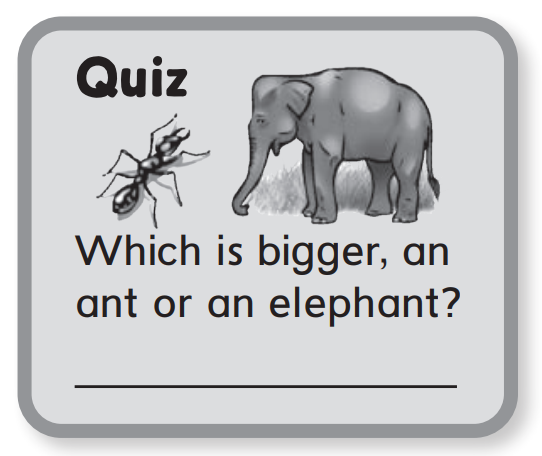 Quiz
Which is bigger, an
ant or an elephant?